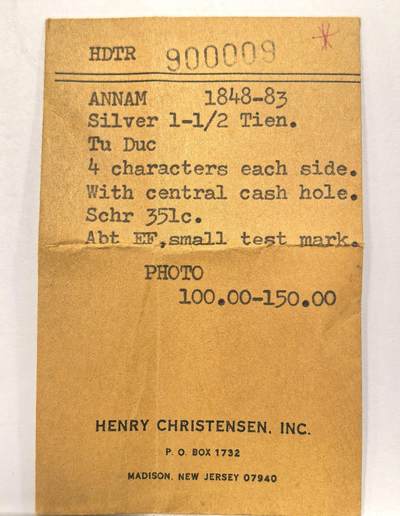 HDTR 900009 *
ANNAM 1848-83
Silver 1-1/2 Tien.
Tu Duc
4 characters each side.
With central cash hole.
Schr 351c.
Abt EF,small test mark.
PHOTO
100.00-150.00
HENRY CHRISTENSEN, INC.
P. O. BOX 1732
MADISON, NEW JERSEY 07940